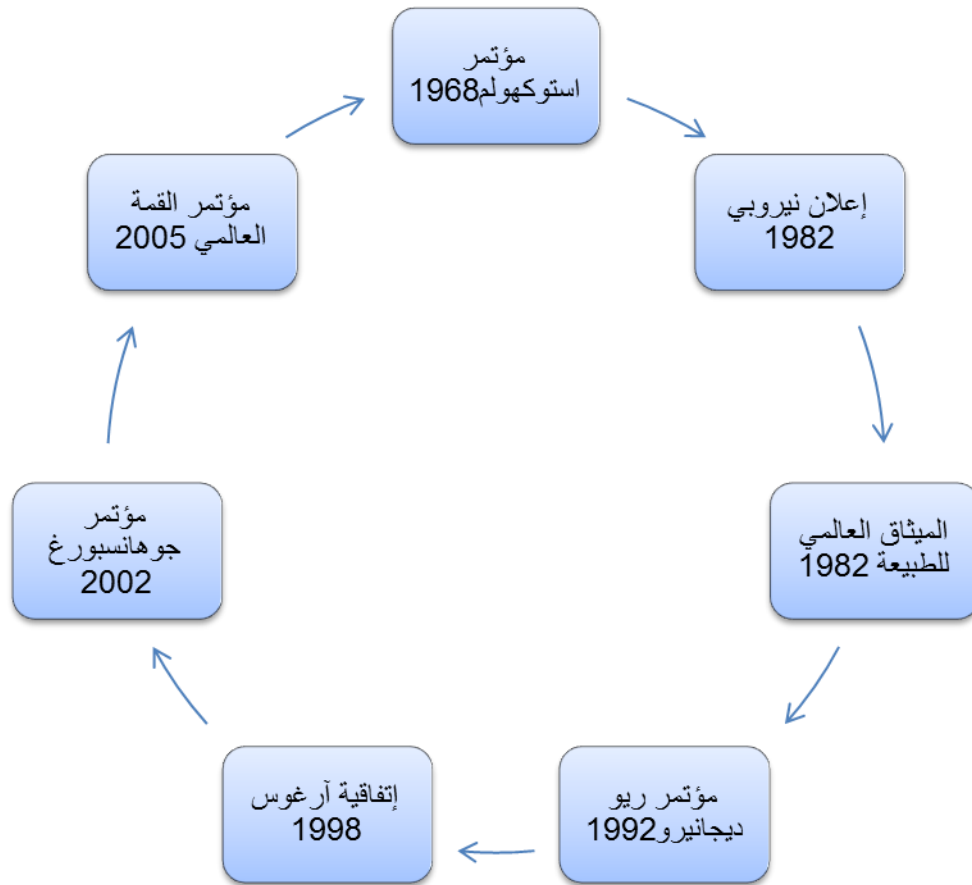 مؤتمر
استوكهولم1968
إعلان نيروبي
1982
الميثاق العالمي
للطبيعة 1982
مؤتمر ريو
ديجانيرو1992
إتفاقية آرغوس
1998
مؤتمر
جوهانسبورغ
2002
مؤتمر القمة
العالمي 2005